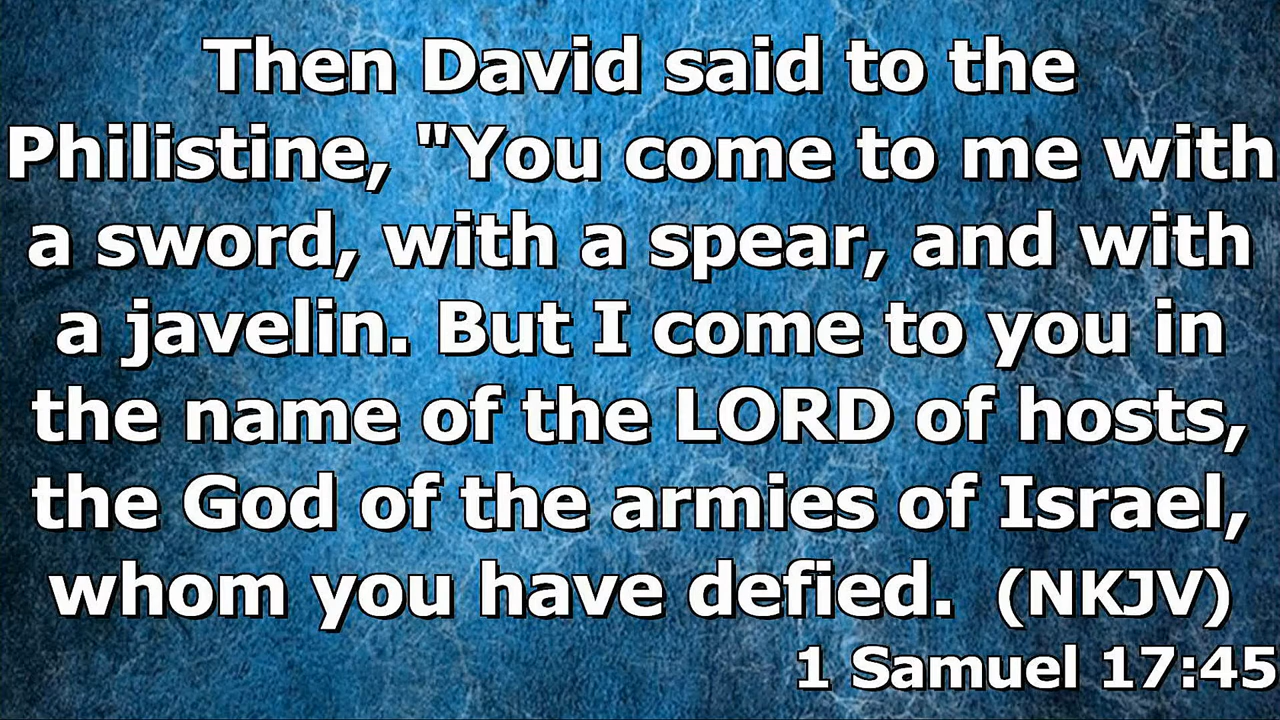 Then David said to the
Philistine, "You come to me with
a sword, with a spear, and with
a javelin. But I come to you in
the name of the LORD of hosts,
the God of the armies of Israel,
whom you have defied. (NKJV)
1 Samuel 17:45